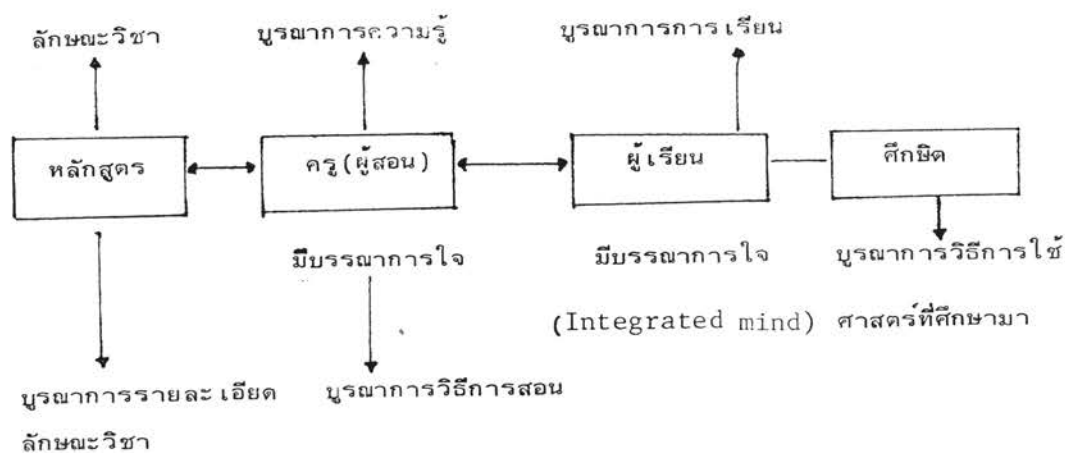 ลักษณะวิชา
บูรณาการความรู้
บูรณาการการเรียน
หลักสูตร
ครู (ผู้สอน)
ผู้เรียน
ศึกษิต
มีบรรณาการใจ
มีบรรณาการใจ
บูรณาการวิธีการใช้
(Integrated mind)
ศาสตร์ที่ศึกษามา
บูรณาการรายละเอียด
บูรณาการวิธีการสอน
ลักษณะวิชา